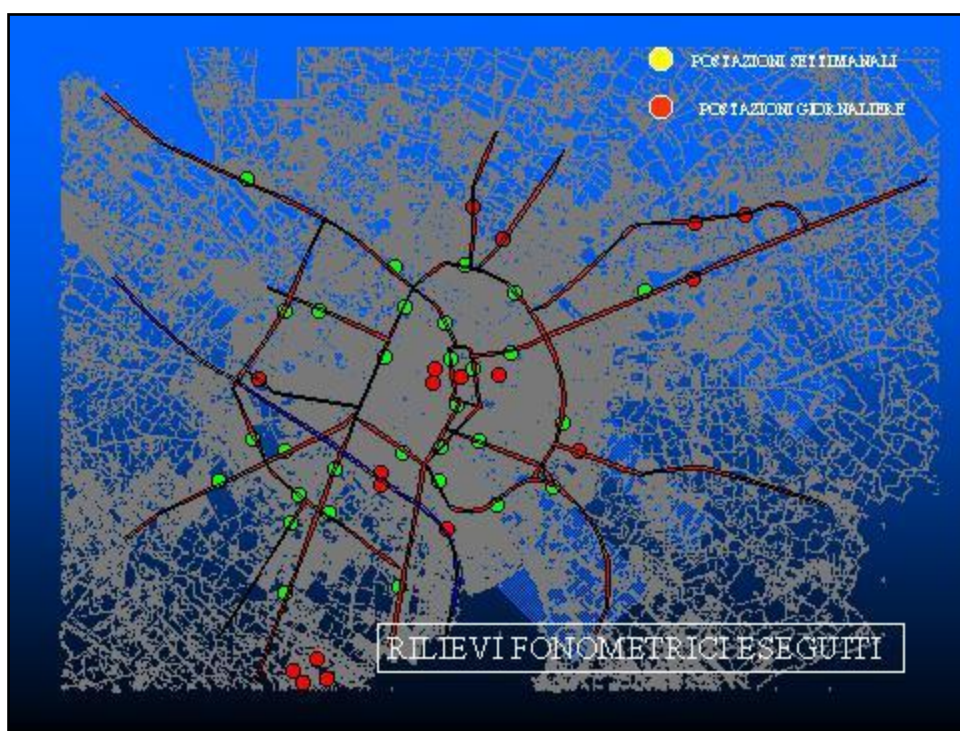 POSTAZIONI SETTIMANALI
POSTAZIONI GIORNALIERE
RILIEVI FONOMETRICI ESEGUITI